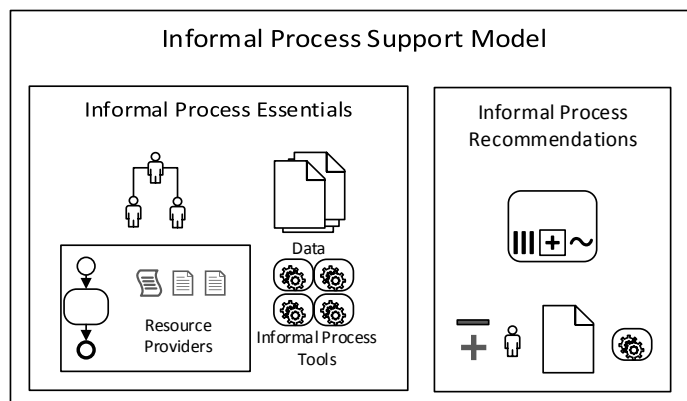 Informal Process Support Model
Informal Process Essentials
Informal Process
Recommendations
Data
Resource
Providers
Informal Process
Tools